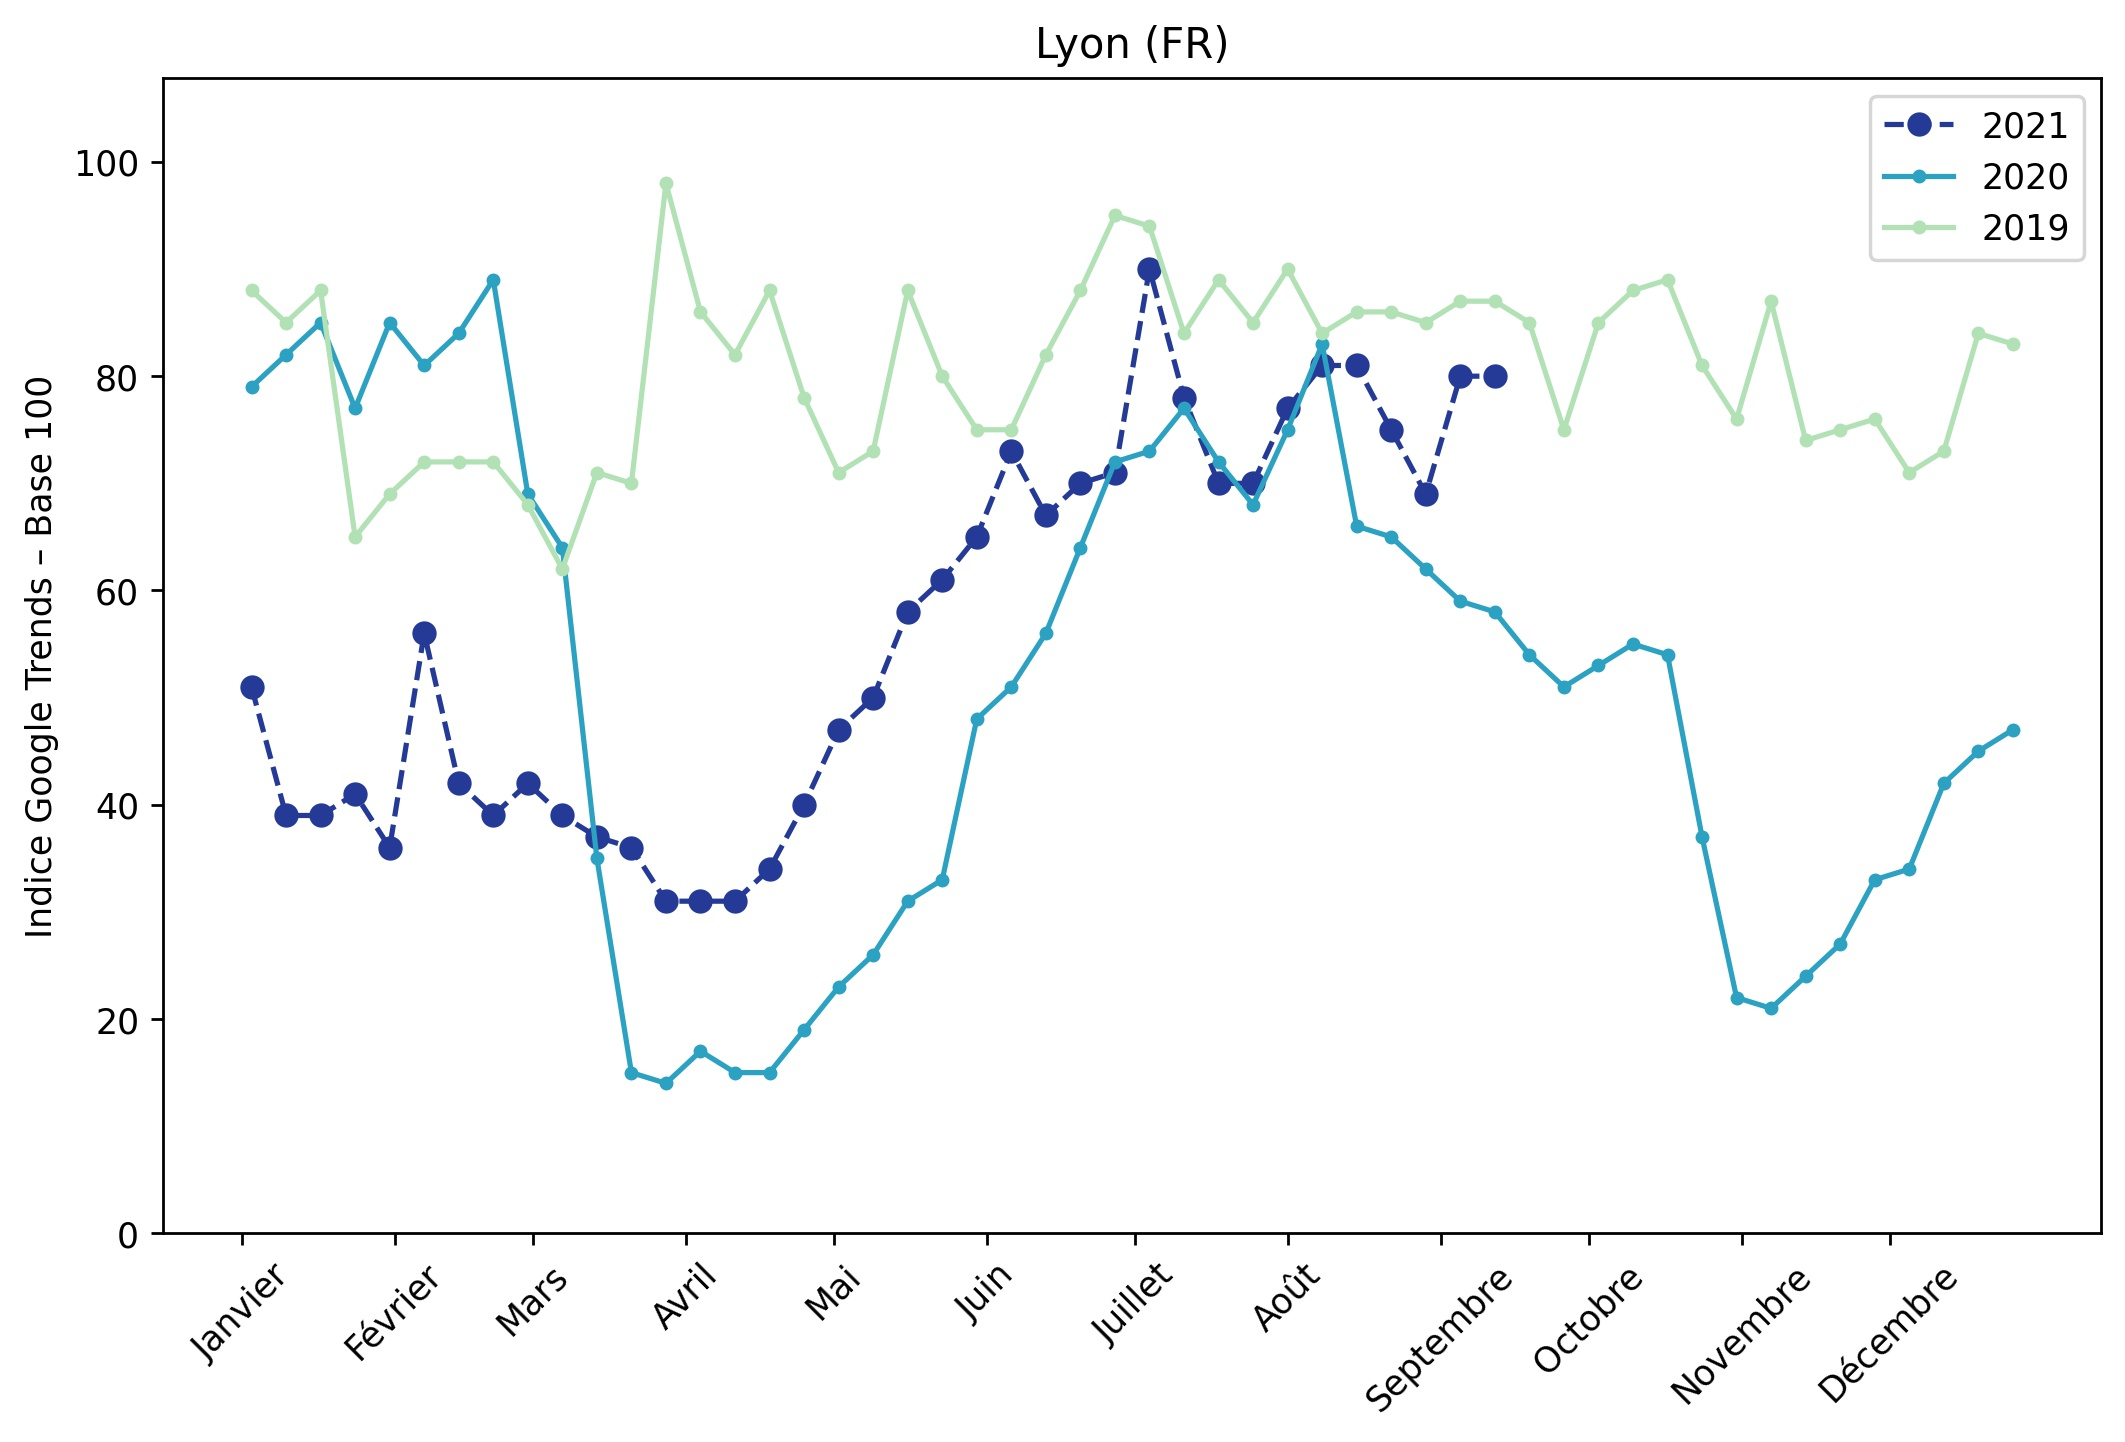 Lyon (FR)
Indice Google Trends – Base 100
100
80
60
40
20
0
2021
2020
2019
Janvier
Février
Mars
Avril
Mai
Juin
Juillet
Août
Septembre
Octobre
Novembre
Décembre